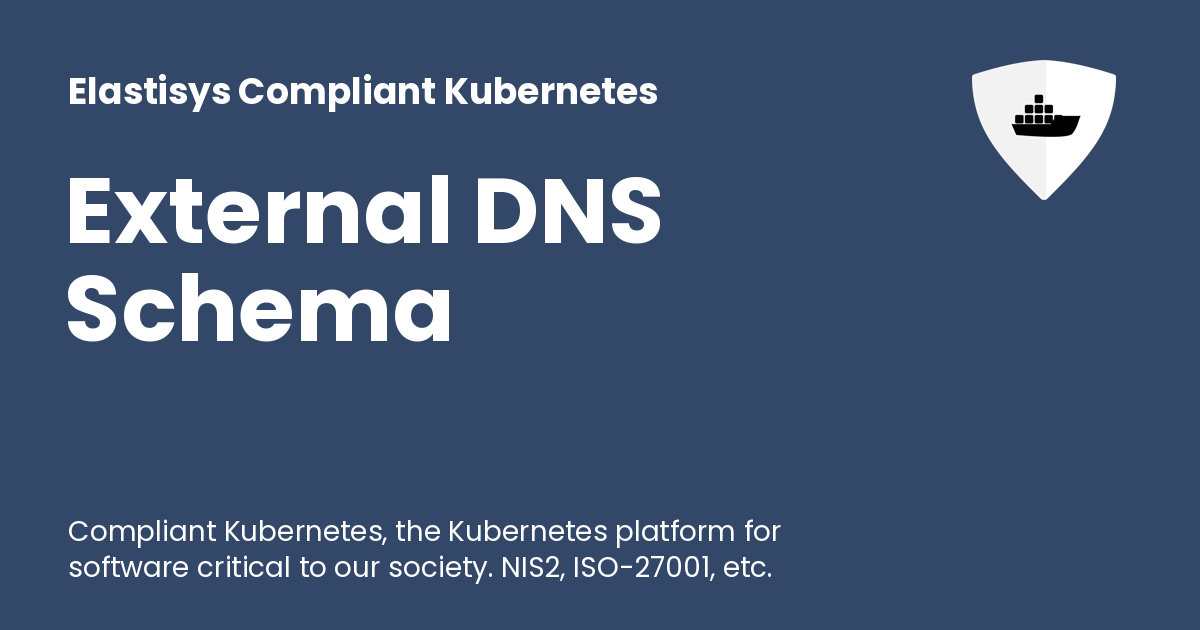 Elastisys Compliant Kubernetes
External DNS
Schema
Compliant Kubernetes, the Kubernetes platform for
software critical to our society. NIS2, ISO-27001, etc.